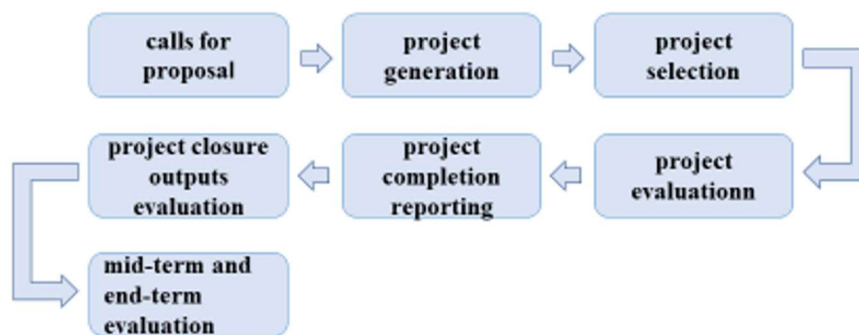 calls for
proposal
project
generation
project
selection
project
evaluationn
project
completion
reporting
project closure
outputs
evaluation
mid-term and
end-term
evaluation